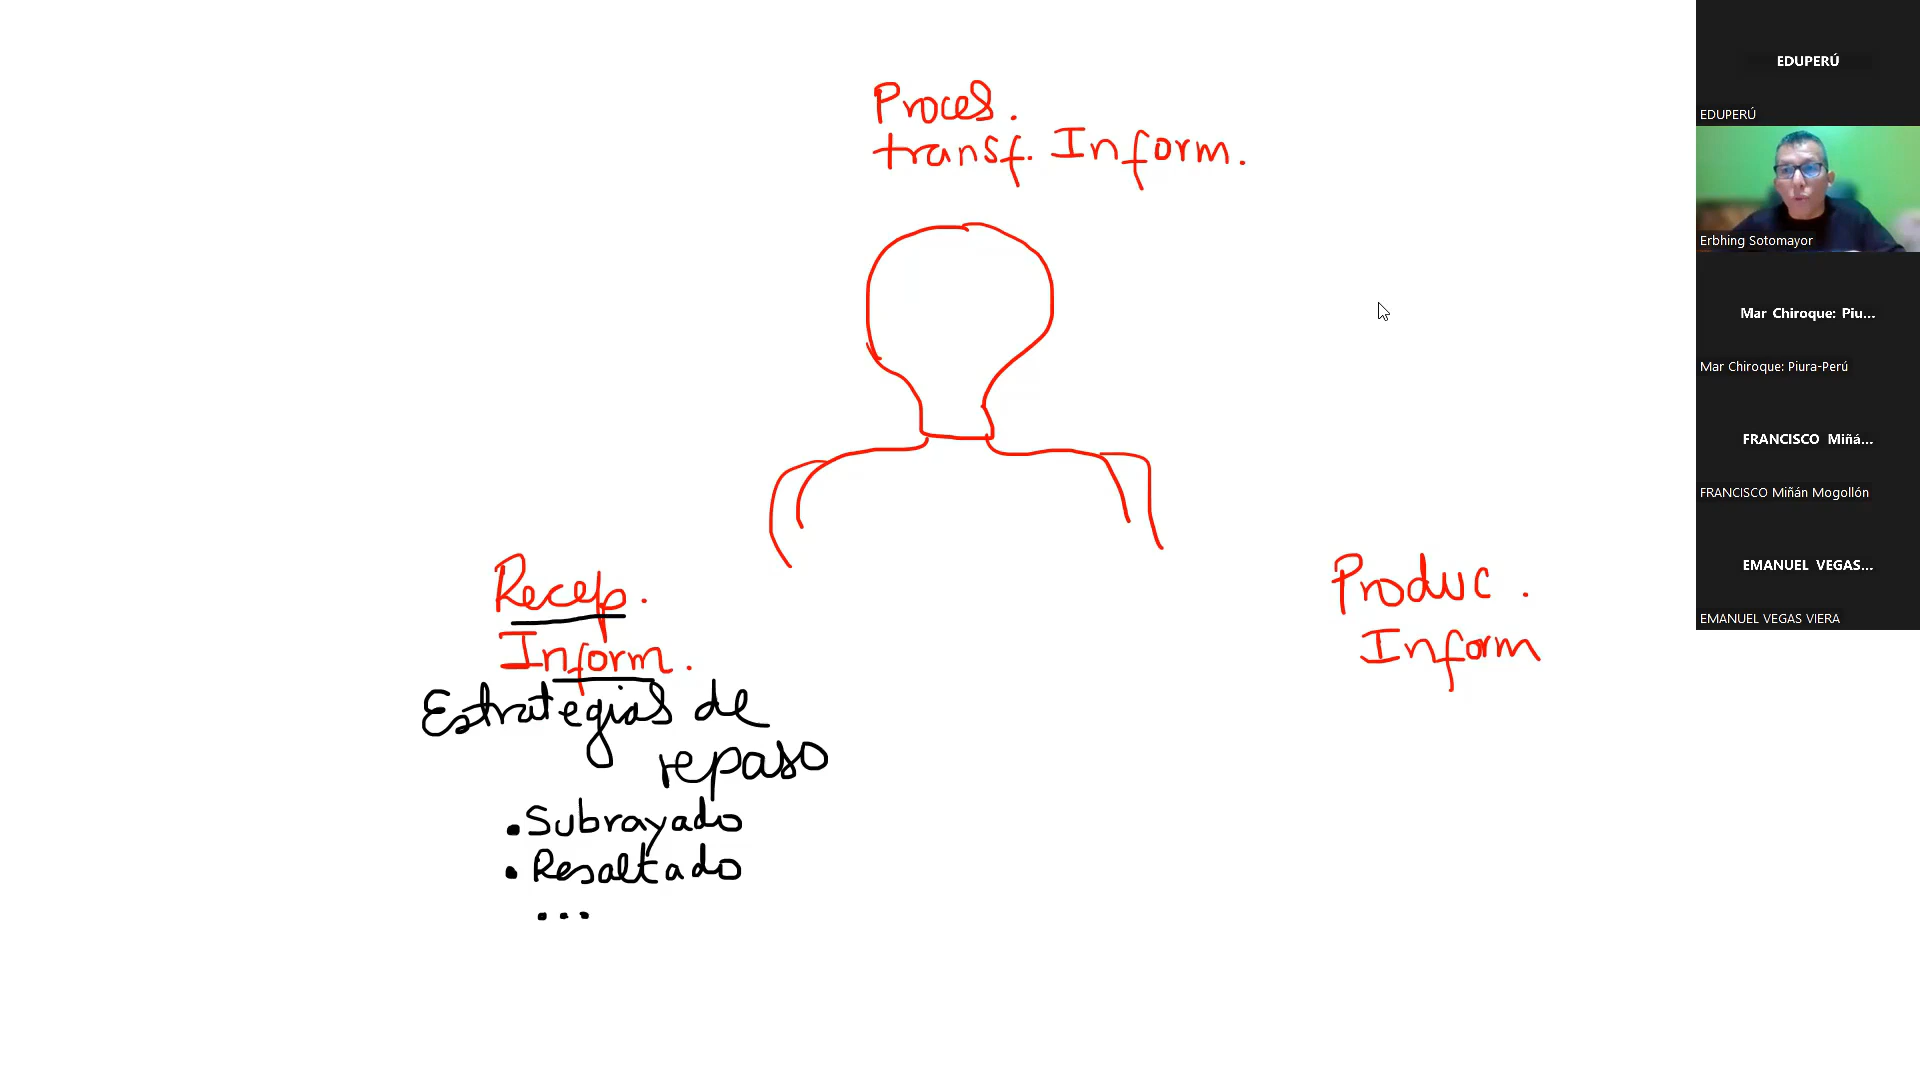 Proces.
transf. Inform.
Recep.
Inform.
Estrategias de
repaso
• Subrayado
• Resaltado
...
Produc.
Inform
EDUPERÚ
EDUPERÚ
Erbhing Sotomayor
Mar Chiroque: Piu...
Mar Chiroque: Piura-Perú
FRANCISCO Miñá...
FRANCISCO Miñán Mogollón
EMANUEL VEGAS...
EMANUEL VEGAS VIERA